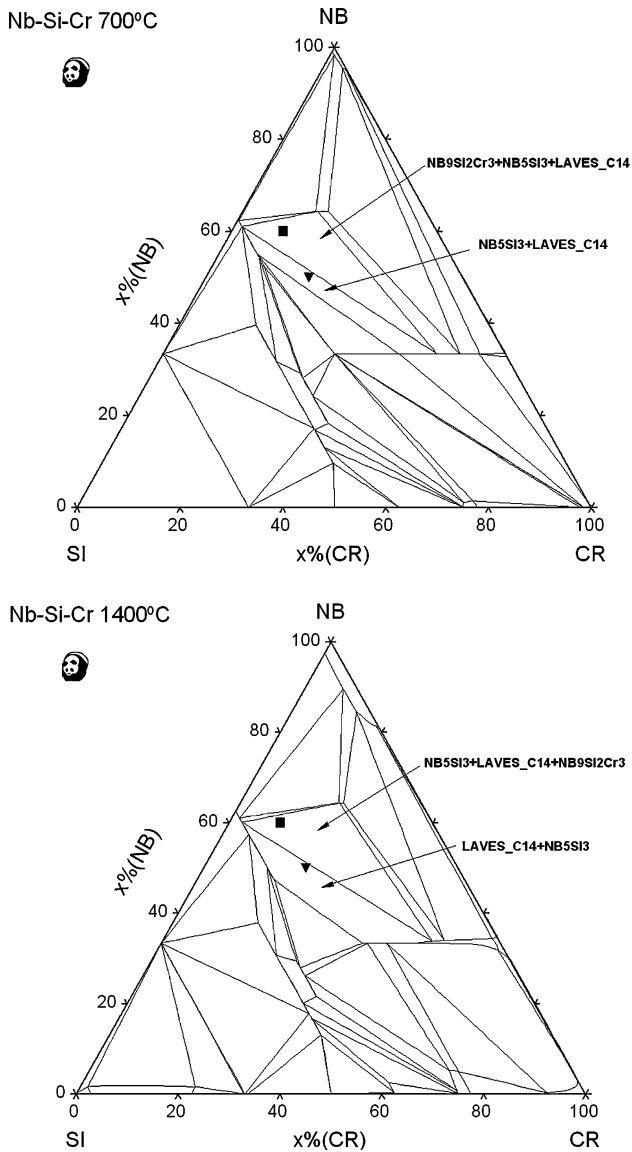 Nb-Si-Cr 700ºC
NB
100
80
NB9SI2Cr3+NB5SI3+LAVES_C14
60
NB5SI3+LAVES_C14
x%(NB)
40
20
0
0 20 40 60 80 100
SI x%(CR) CR
Nb-Si-Cr 1400ºC
NB
100
80
NB5SI3+LAVES_C14+NB9SI2Cr3
60
LAVES_C14+NB5SI3
x%(NB)
40
20
0
0 20 40 60 80 100
SI x%(CR) CR